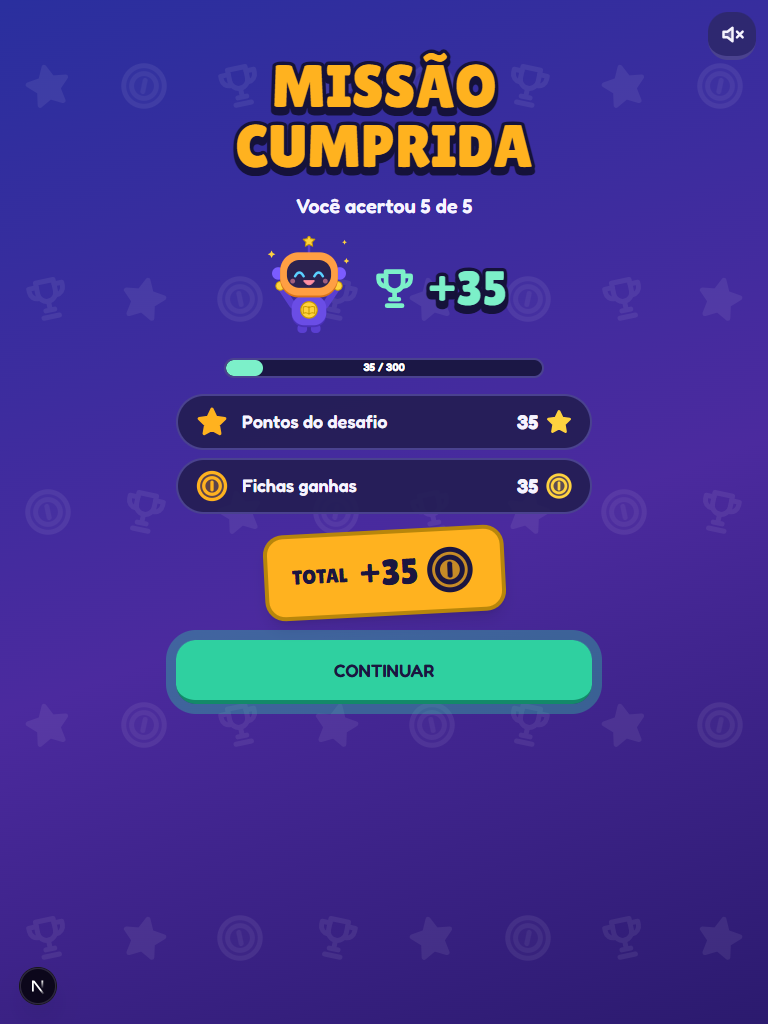 MISSÃO
CUMPRIDA
Você acertou 5 de 5
+35
35 / 300
Pontos do desafio 35
Fichas ganhas 35
TOTAL +35
CONTINUAR
N